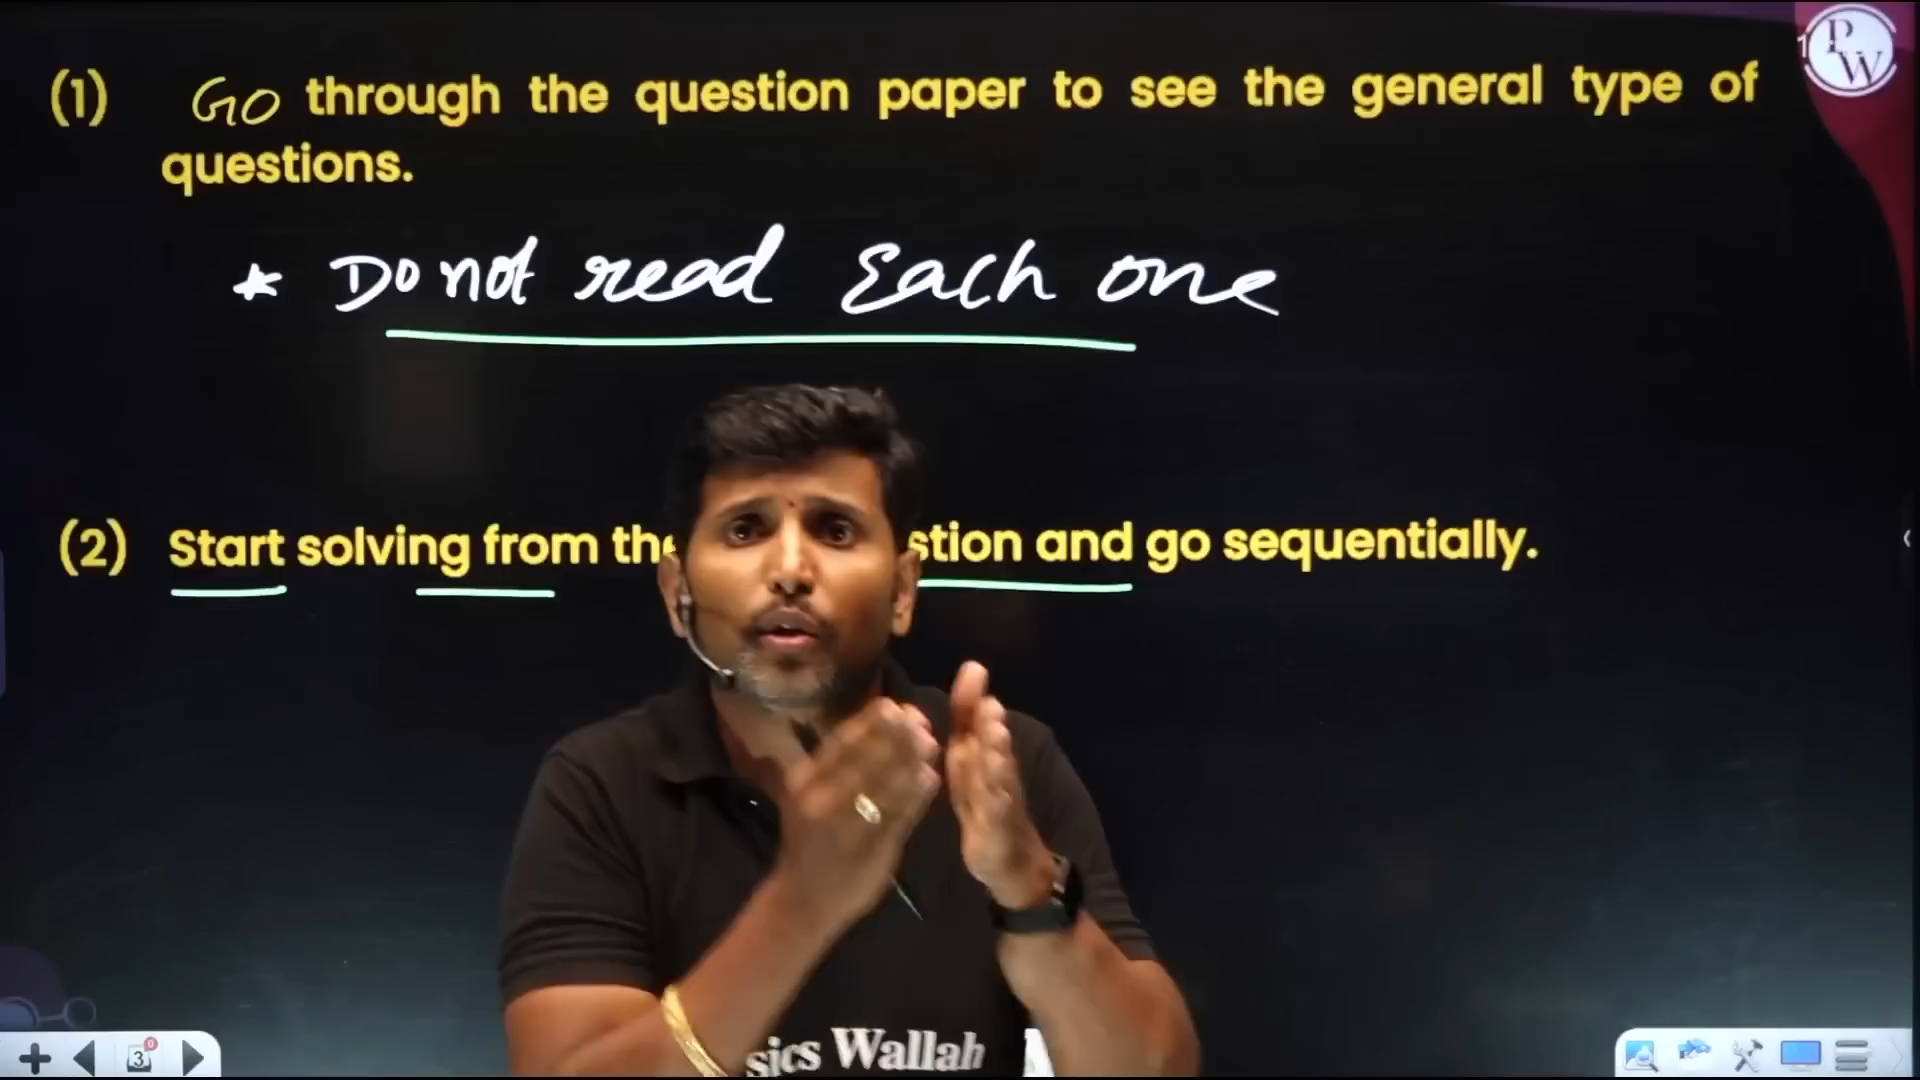 (1) GO through the question paper to see the general type of
questions.
* Do not read Each one
(2) Start solving from the stion and go sequentially.
PW
3
sics Wallah